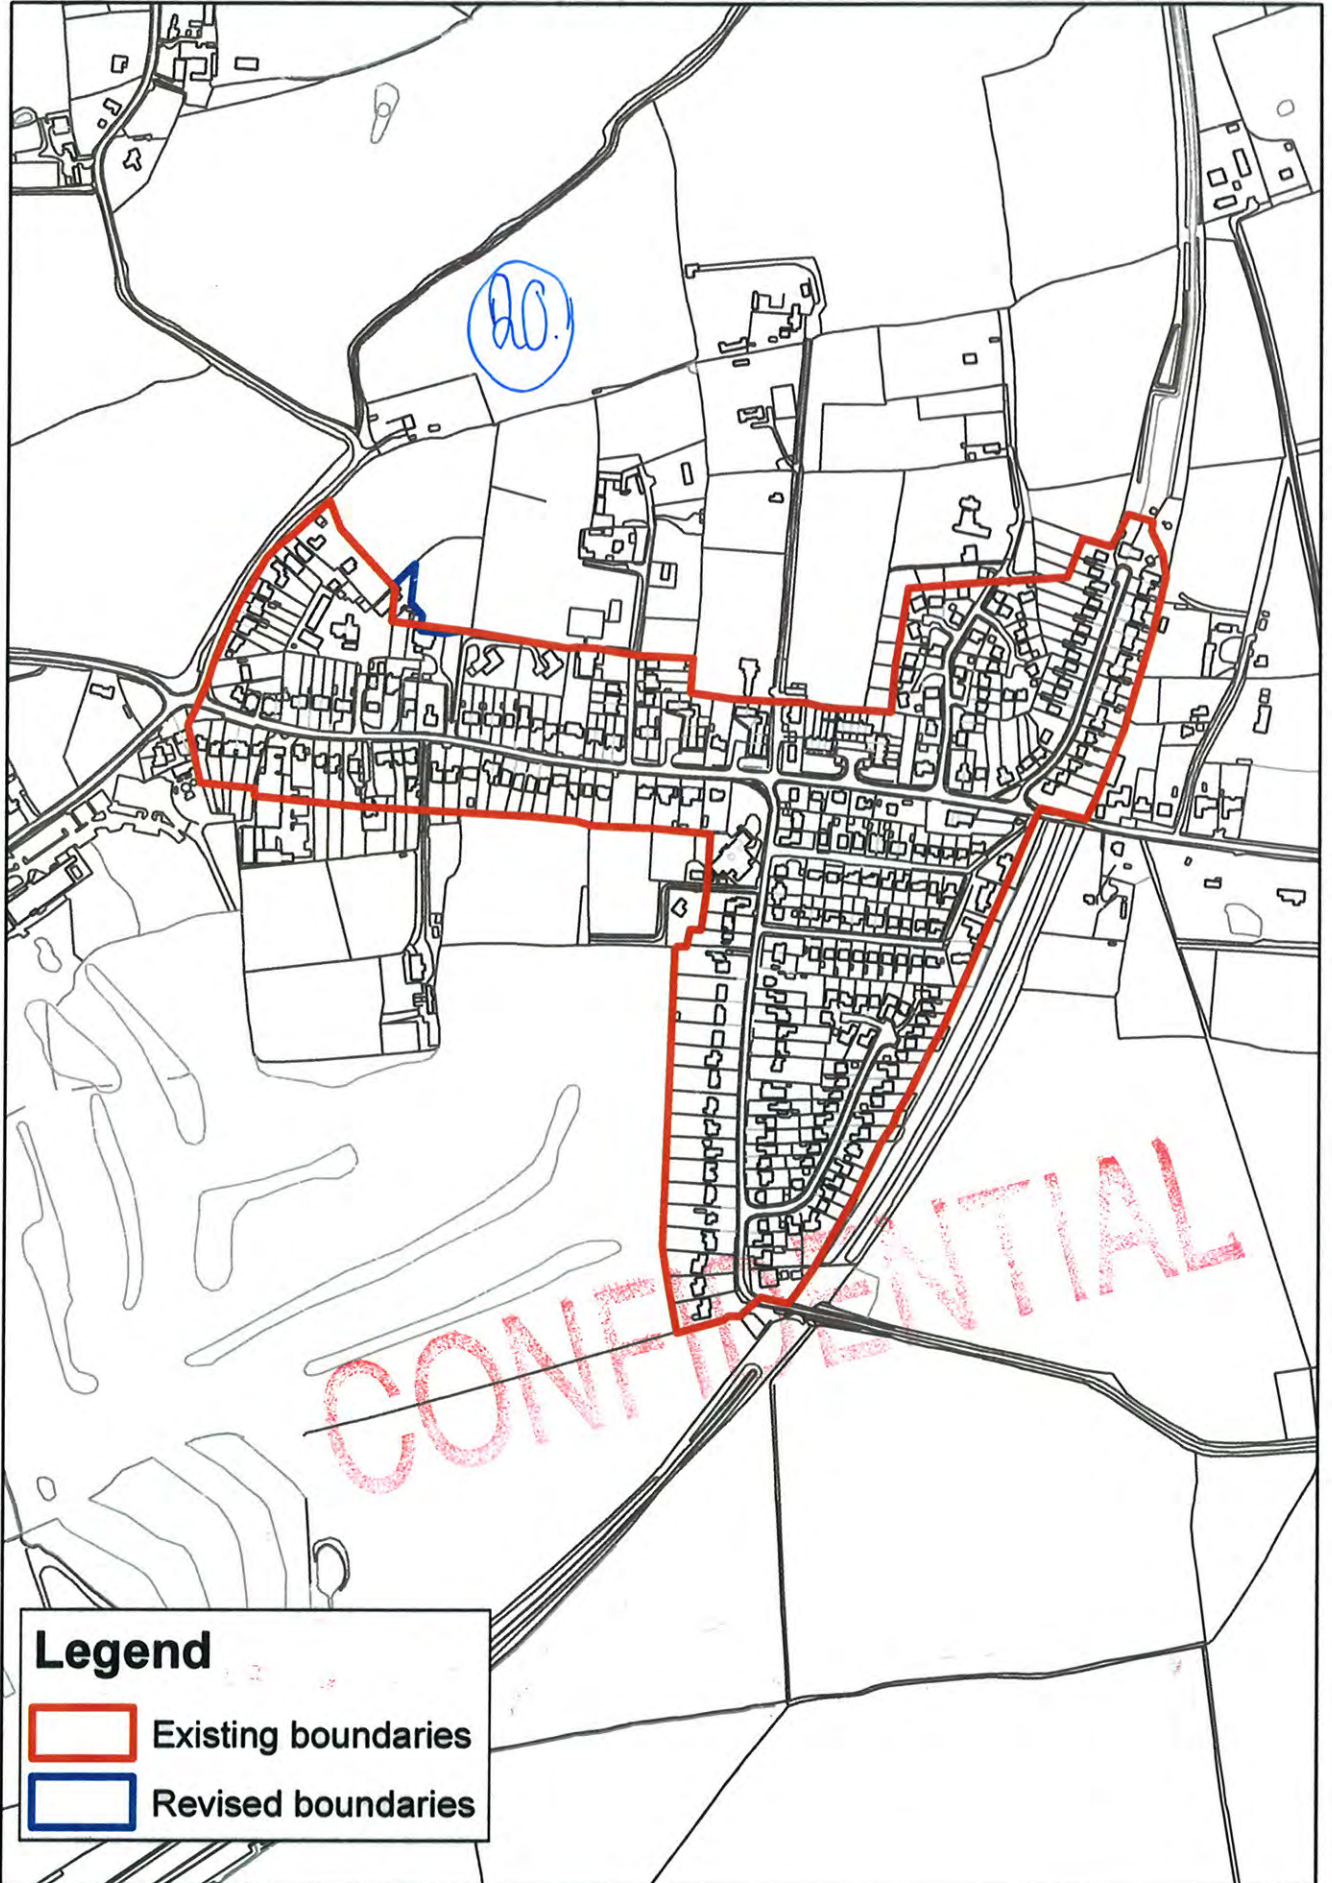 20.
CONFIDENTIAL
Legend
Existing boundaries
Revised boundaries